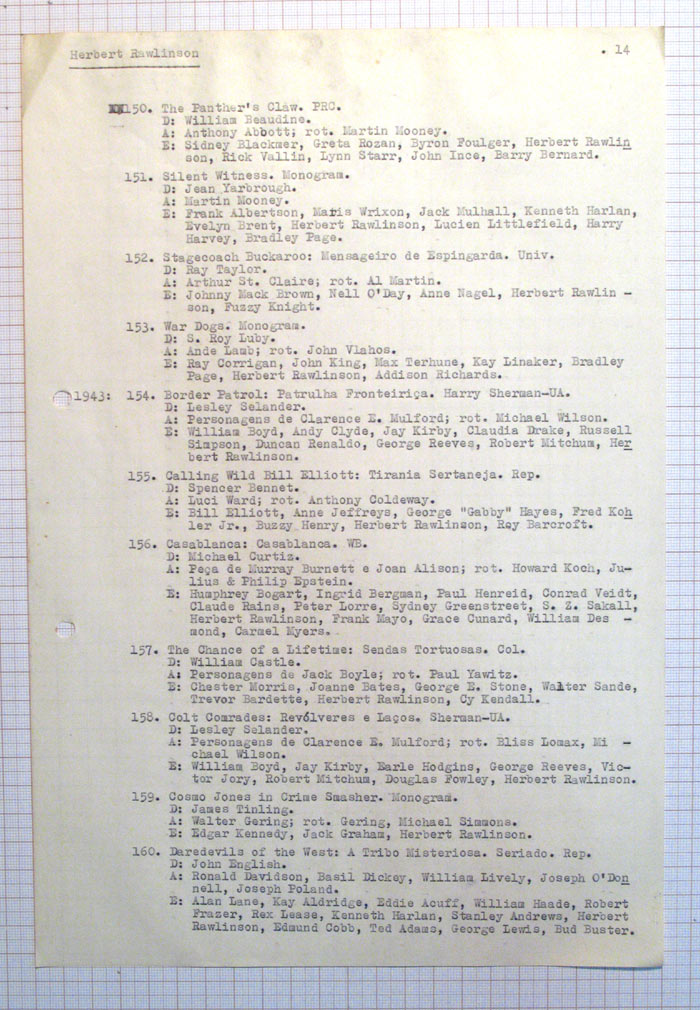 Herbert Rawlinson
. 14
150. The Panther's Claw. PRC.
D: William Beaudine.
A: Anthony Abbott; rot. Martin Mooney.
E: Sidney Blackmer, Greta Rozan, Byron Foulger, Herbert Rawlin
son, Rick Vallin, Lynn Starr, John Ince, Barry Bernard.
151. Silent Witness. Monogram.
D: Jean Yarbrough.
A: Martin Mooney.
E: Frank Albertson, Maris Wrixon, Jack Mulhall, Kenneth Harlan,
Evelyn Brent, Herbert Rawlinson, Lucien Littlefield, Harry
Harvey, Bradley Page.
152. Stagecoach Buckaroo: Mensageiro de Espingarda. Univ.
D: Ray Taylor.
A: Arthur St. Claire; rot. Al Martin.
E: Johnny Mack Brown, Nell O'Day, Anne Nagel, Herbert Rawlin -
son, Fuzzy Knight.
153. War Dogs. Monogram.
D: S. Roy Luby.
A: Ande Lamb; rot. John Vlahos.
E: Ray Corrigan, John King, Max Terhune, Kay Linaker, Bradley
Page, Herbert Rawlinson, Addison Richards.
1943: 154. Border Patrol: Patrulha Fronteiriça. Harry Sherman-UA.
D: Lesley Selander.
A: Personagens de Clarence E. Mulford; rot. Michael Wilson.
E: William Boyd, Andy Clyde, Jay Kirby, Claudia Drake, Russell
Simpson, Duncan Renaldo, George Reeves, Robert Mitchum, Her
bert Rawlinson.
155. Calling Wild Bill Elliott: Tirania Sertaneja. Rep.
D: Spencer Bennet.
A: Luci Ward; rot. Anthony Coldeway.
E: Bill Elliott, Anne Jeffreys, George "Gabby" Hayes, Fred Koh
ler Jr., Buzzy Henry, Herbert Rawlinson, Roy Barcroft.
156. Casablanca: Casablanca. WB.
D: Michael Curtiz.
A: Peça de Murray Burnett e Joan Alison; rot. Howard Koch, Ju-
lius & Philip Epstein.
E: Humphrey Bogart, Ingrid Bergman, Paul Henreid, Conrad Veidt,
Claude Rains, Peter Lorre, Sydney Greenstreet, S. Z. Sakall,
Herbert Rawlinson, Frank Mayo, Grace Cunard, William Des -
mond, Carmel Myers.
157. The Chance of a Lifetime: Sendas Tortuosas. Col.
D: William Castle.
A: Personagens de Jack Boyle; rot. Paul Yawitz.
E: Chester Morris, Joanne Bates, George E. Stone, Walter Sande,
Trevor Bardette, Herbert Rawlinson, Cy Kendall.
158. Colt Comrades: Revólveres e Laços. Sherman-UA.
D: Lesley Selander.
A: Personagens de Clarence E. Mulford; rot. Bliss Lomax, Mi -
chael Wilson.
E: William Boyd, Jay Kirby, Earle Hodgins, George Reeves, Vic-
tor Jory, Robert Mitchum, Douglas Fowley, Herbert Rawlinson.
159. Cosmo Jones in Crime Smasher. Monogram.
D: James Tinling.
A: Walter Gering; rot. Gering, Michael Simmons.
E: Edgar Kennedy, Jack Graham, Herbert Rawlinson.
160. Daredevils of the West: A Tribo Misteriosa. Seriado. Rep.
D: John English.
A: Ronald Davidson, Basil Dickey, William Lively, Joseph O'Don
nell, Joseph Poland.
E: Alan Lane, Kay Aldridge, Eddie Acuff, William Haade, Robert
Frazer, Rex Lease, Kenneth Harlan, Stanley Andrews, Herbert
Rawlinson, Edmund Cobb, Ted Adams, George Lewis, Bud Buster.